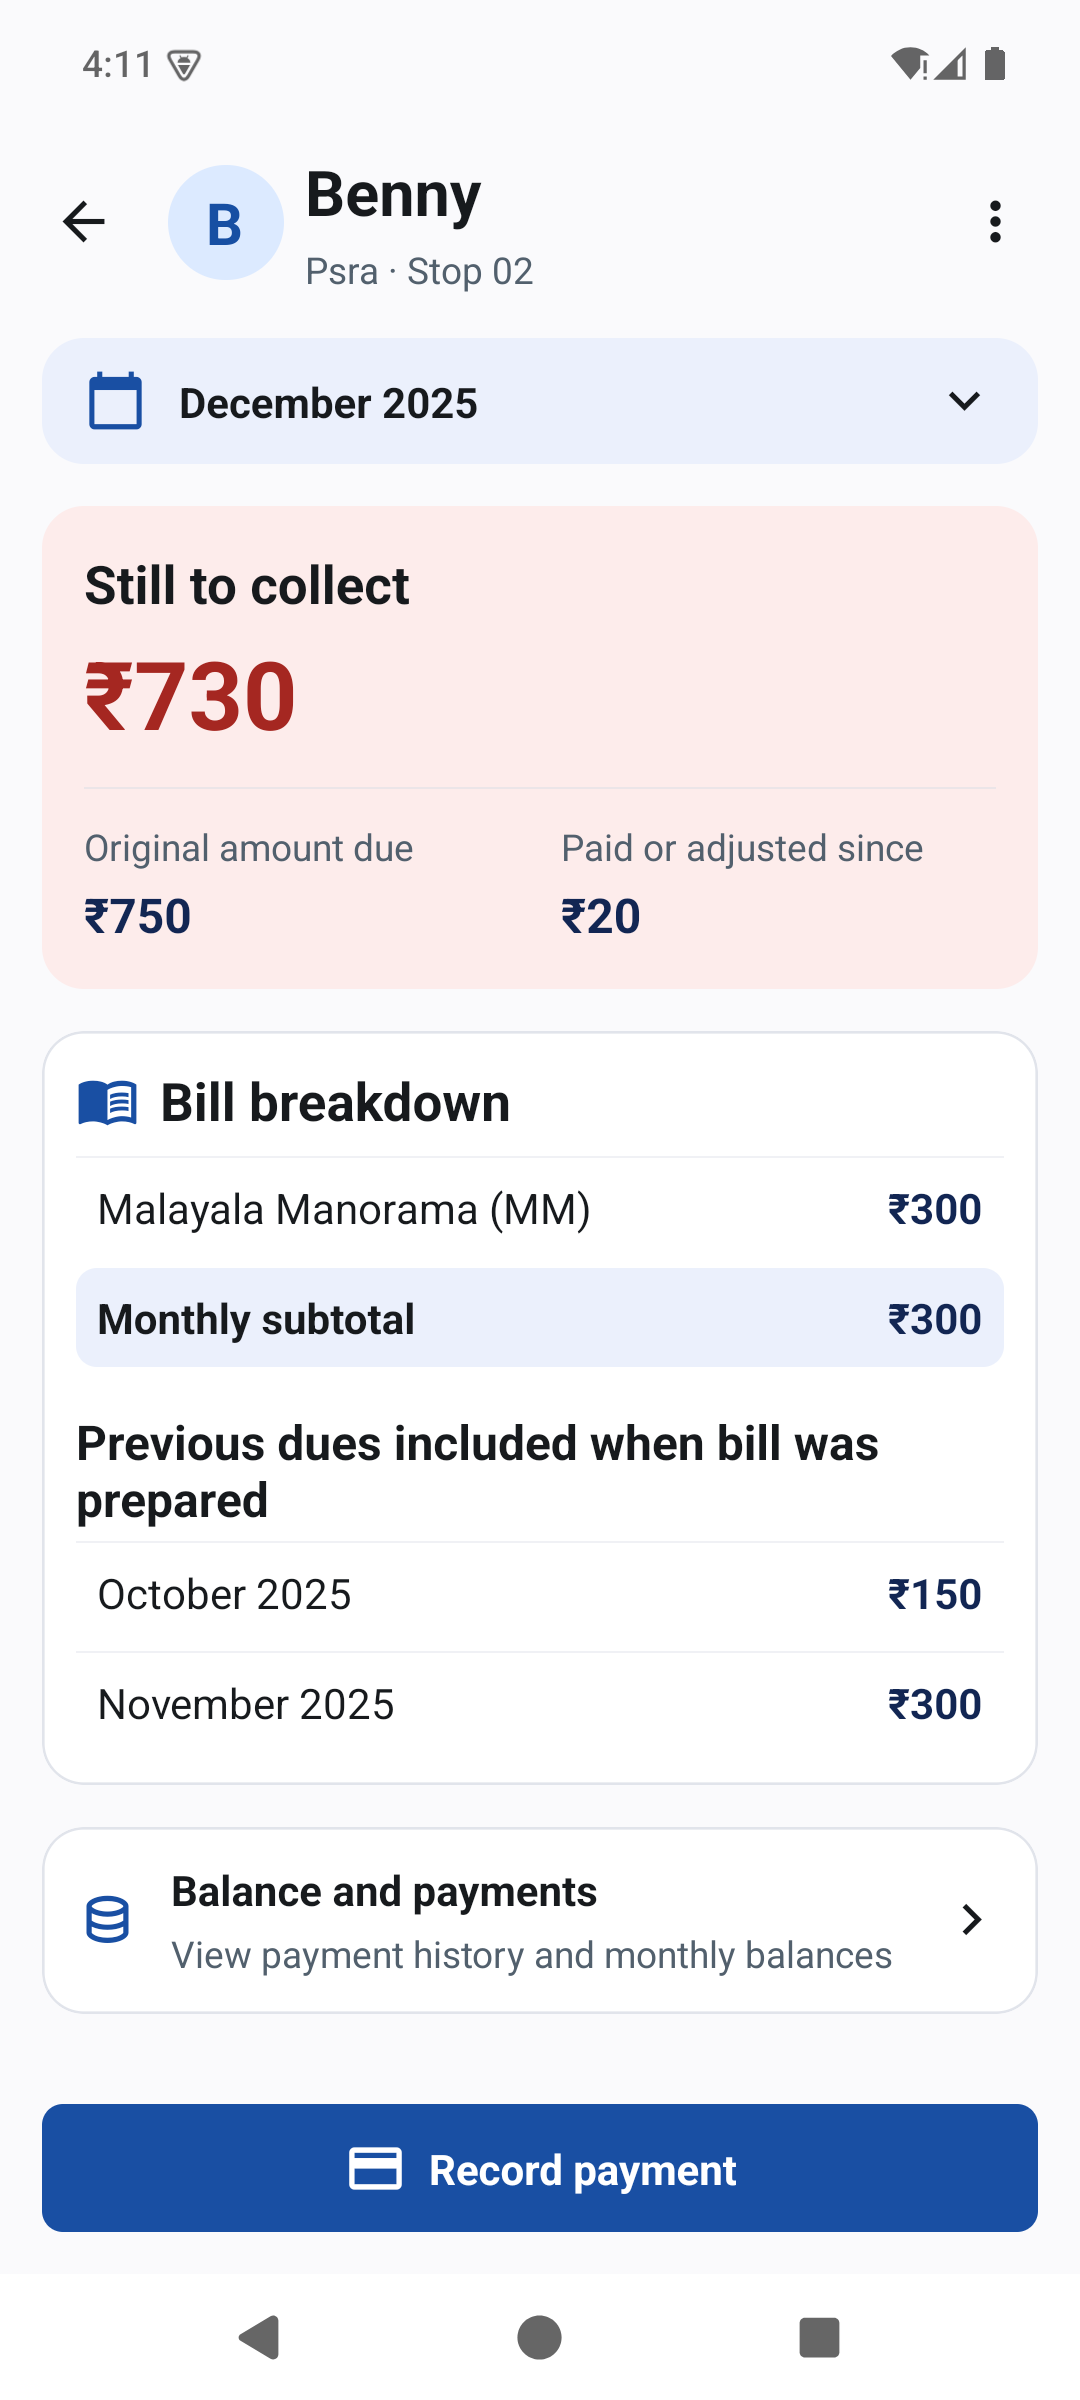 4:11
B
Benny
Psra · Stop 02
December 2025
Still to collect
₹730
Original amount due
Paid or adjusted since
₹750
₹20
Bill breakdown
Malayala Manorama (MM) ₹300
Monthly subtotal ₹300
Previous dues included when bill was
prepared
October 2025 ₹150
November 2025 ₹300
Balance and payments
View payment history and monthly balances
Record payment